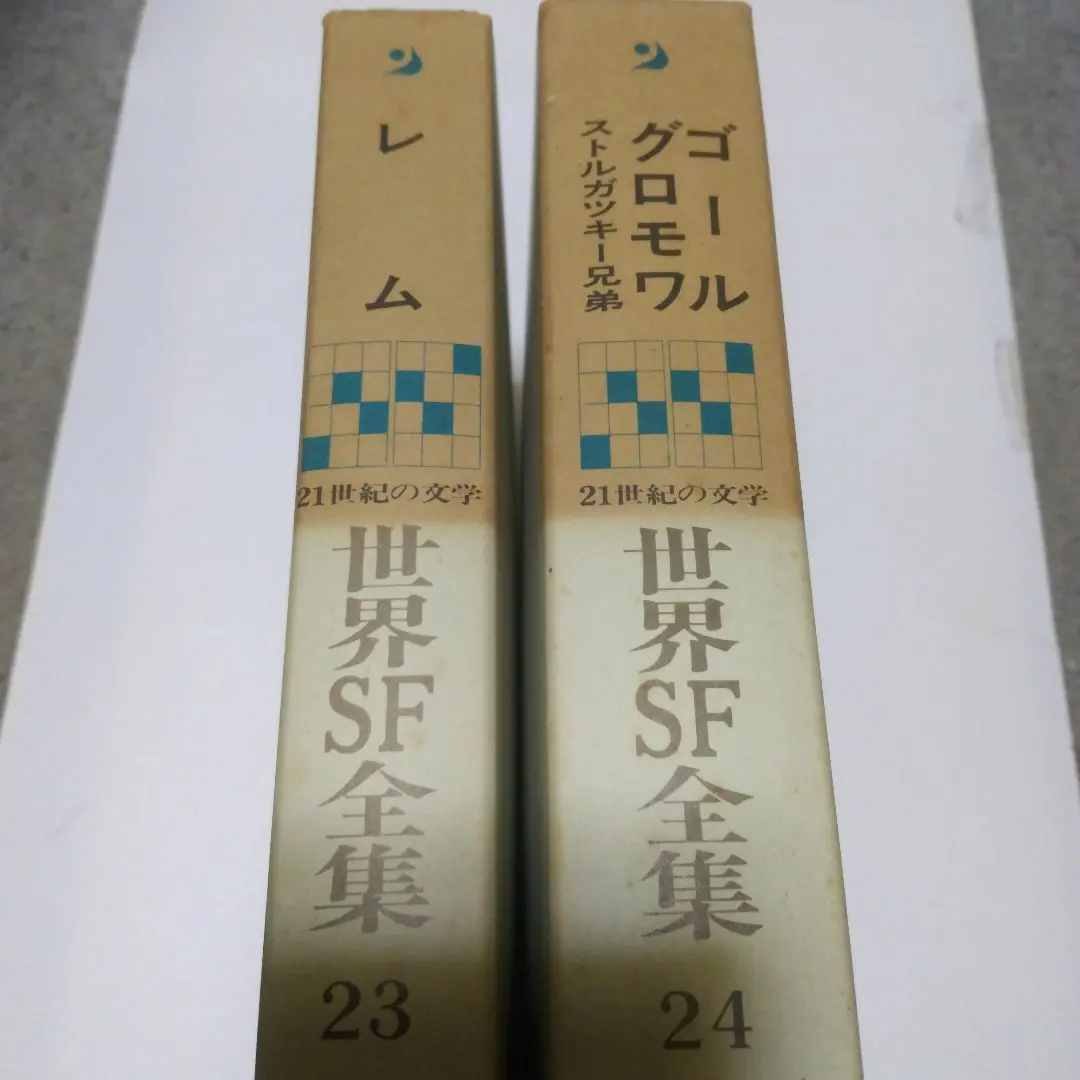 レム
21世紀の文学
世界SF全集
23
ゴール
グロモワ
ストルガツキー兄弟
21世紀の文学
世界SF全集
24